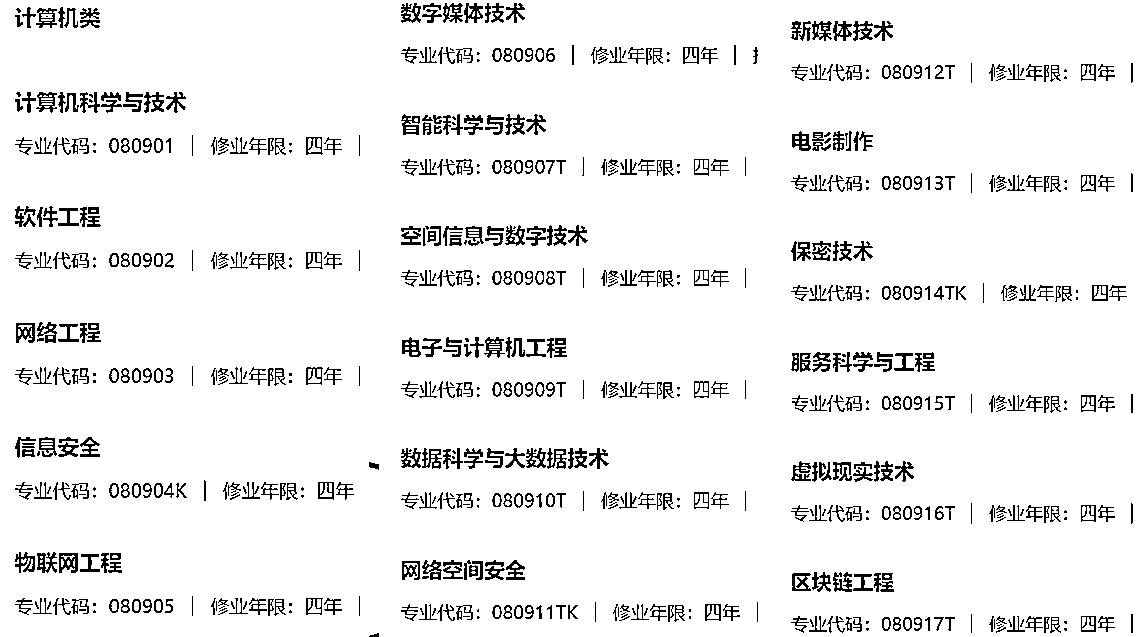 计算机类
计算机科学与技术
专业代码：080901 ｜ 修业年限：四年 ｜
软件工程
专业代码：080902 ｜ 修业年限：四年 ｜
网络工程
专业代码：080903 ｜ 修业年限：四年 ｜
信息安全
专业代码：080904K ｜ 修业年限：四年
物联网工程
专业代码：080905 ｜ 修业年限：四年 ｜
数字媒体技术
专业代码：080906 ｜ 修业年限：四年 ｜
智能科学与技术
专业代码：080907T ｜ 修业年限：四年 ｜
空间信息与数字技术
专业代码：080908T ｜ 修业年限：四年 ｜
电子与计算机工程
专业代码：080909T ｜ 修业年限：四年 ｜
数据科学与大数据技术
专业代码：080910T ｜ 修业年限：四年 ｜
网络空间安全
专业代码：080911TK ｜ 修业年限：四年 ｜
新媒体技术
专业代码：080912T ｜ 修业年限：四年 ｜
电影制作
专业代码：080913T ｜ 修业年限：四年 ｜
保密技术
专业代码：080914TK ｜ 修业年限：四年
服务科学与工程
专业代码：080915T ｜ 修业年限：四年 ｜
虚拟现实技术
专业代码：080916T ｜ 修业年限：四年 ｜
区块链工程
专业代码：080917T ｜ 修业年限：四年 ｜